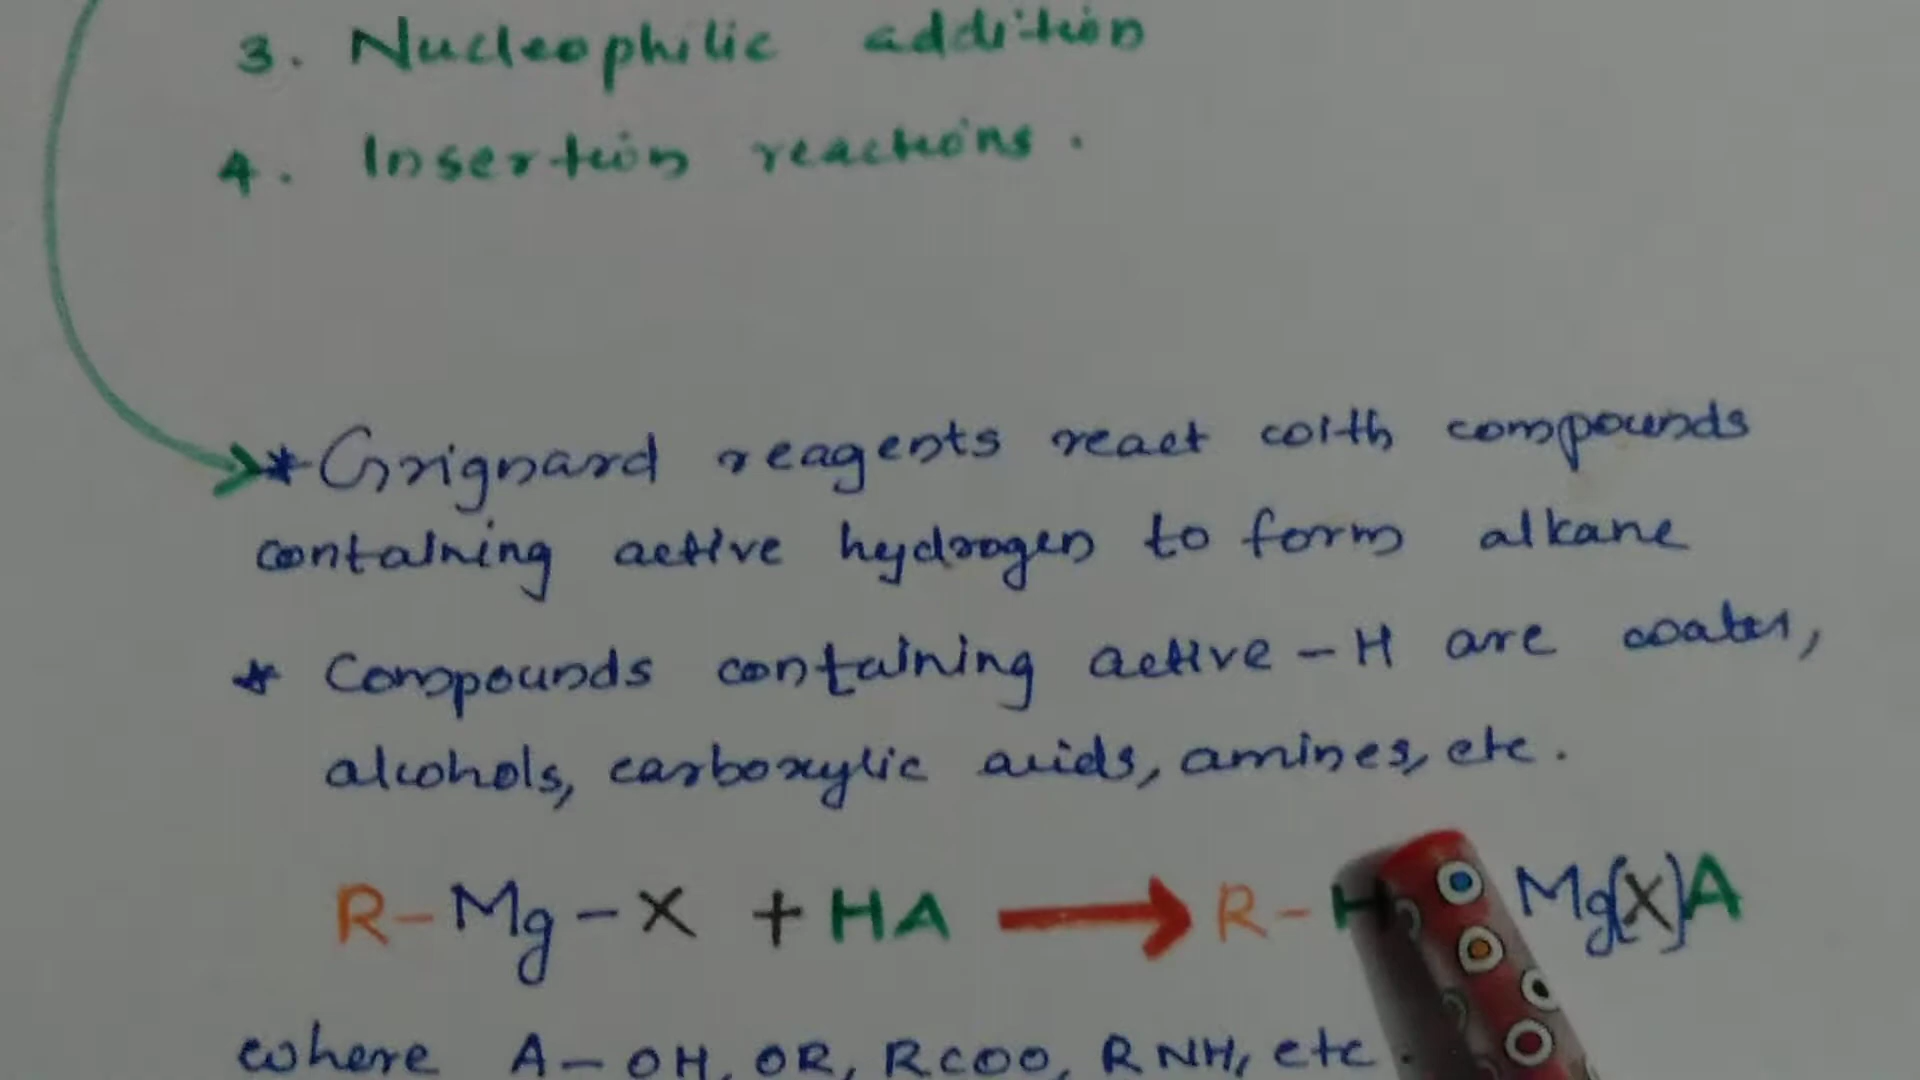 3. Nucleophilic addition
4. Insertion reactions.
* Grignard reagents react with compounds
containing active hydrogen to form alkane
* Compounds containing active - H are water,
alcohols, carboxylic acids, amines, etc.
R - Mg - X + HA → R - H Mg(X)A
where A - OH, OR, RCOO, RNH, etc.